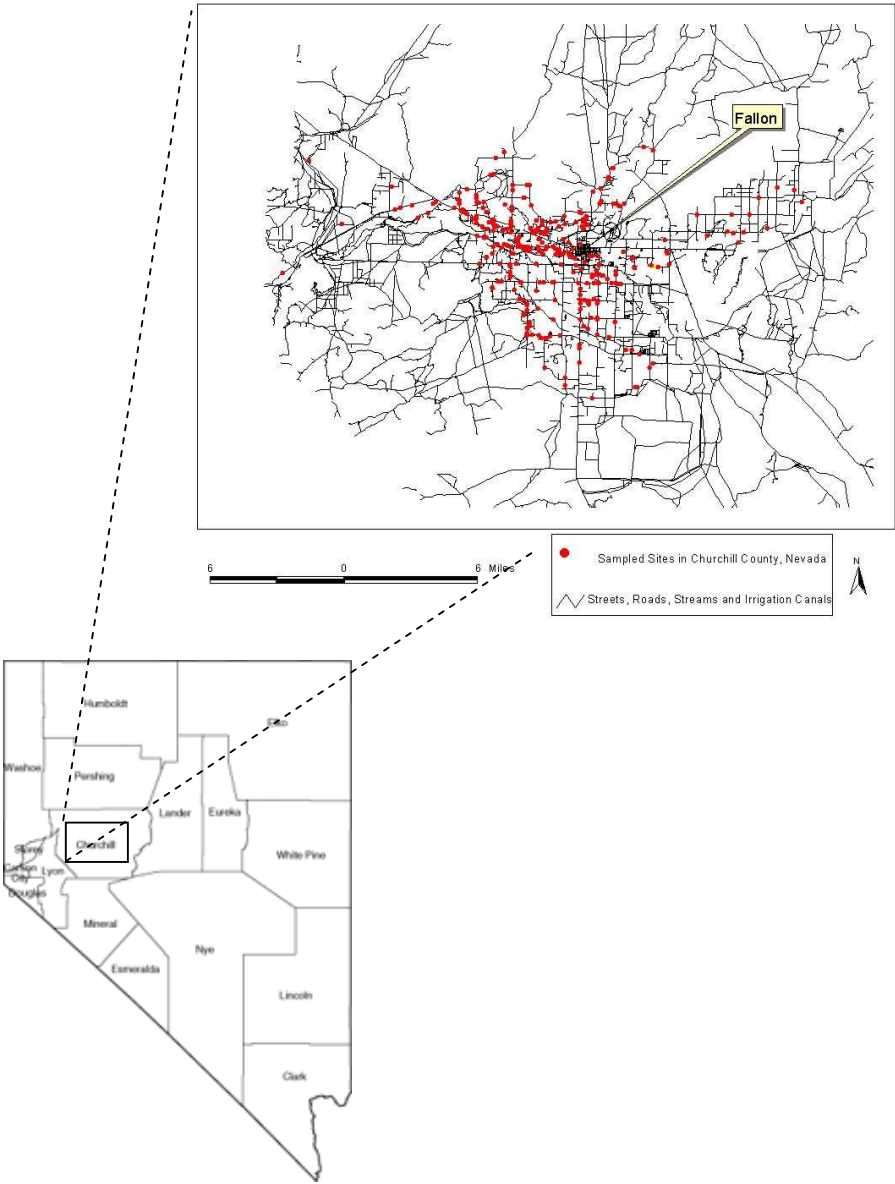 Fallon
6 0 6 Miles
Sampled Sites in Churchill County, Nevada
N
Streets, Roads, Streams and Irrigation Canals
Humboldt
Elko
Washoe
Pershing
Lander
Eureka
Storey
Churchill
White Pine
Carson
City
Lyon
Douglas
Mineral
Nye
Esmeralda
Lincoln
Clark